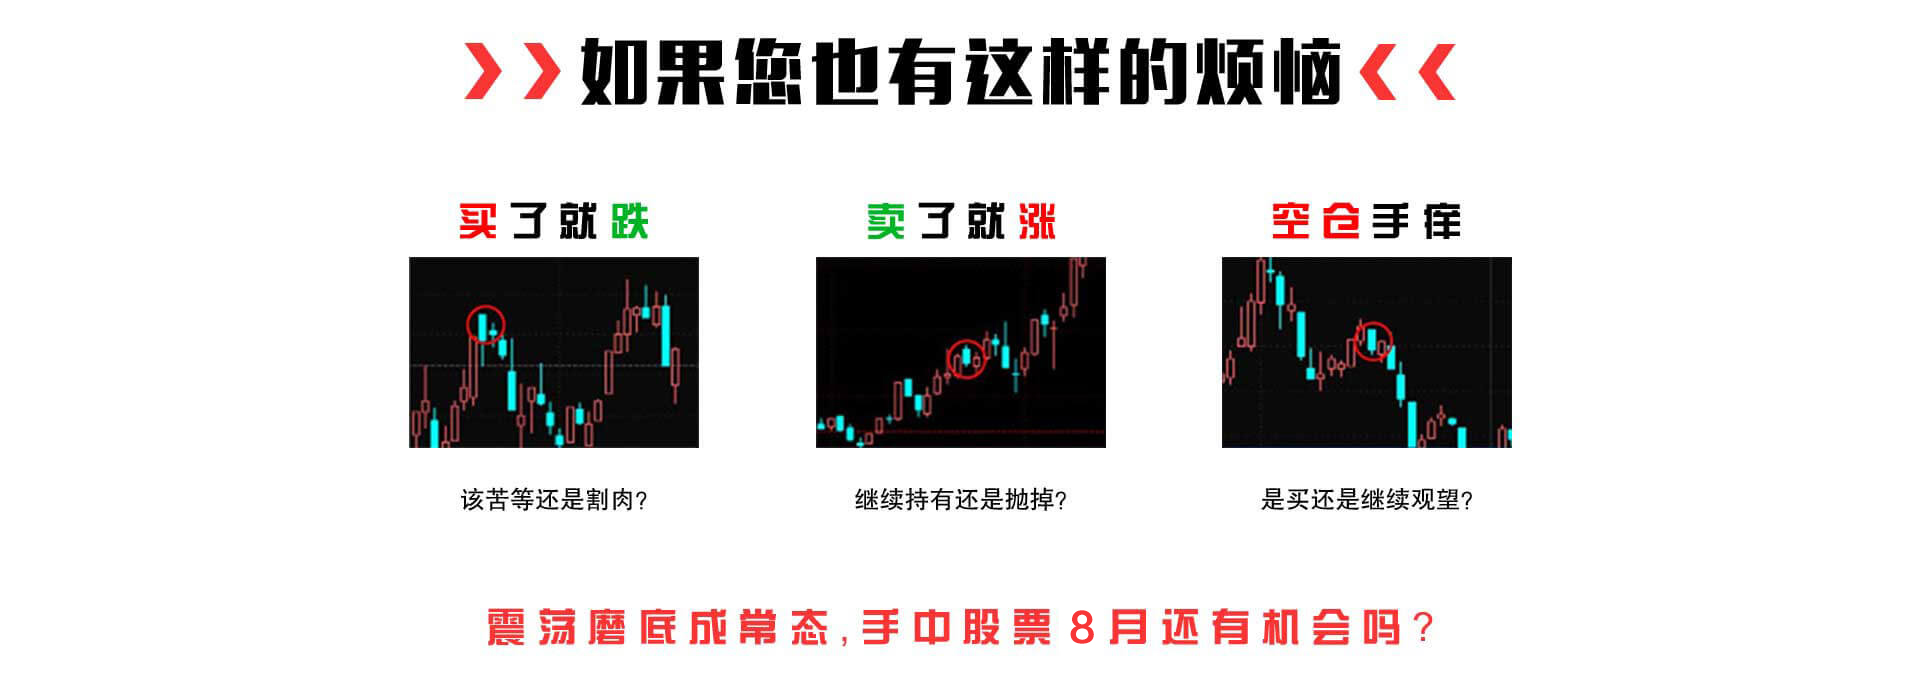 如果您也有这样的烦恼
买了就跌
卖了就涨
空仓手痒
该苦等还是割肉?
继续持有还是抛掉?
是买还是继续观望?
震荡磨底成常态,手中股票8月还有机会吗?